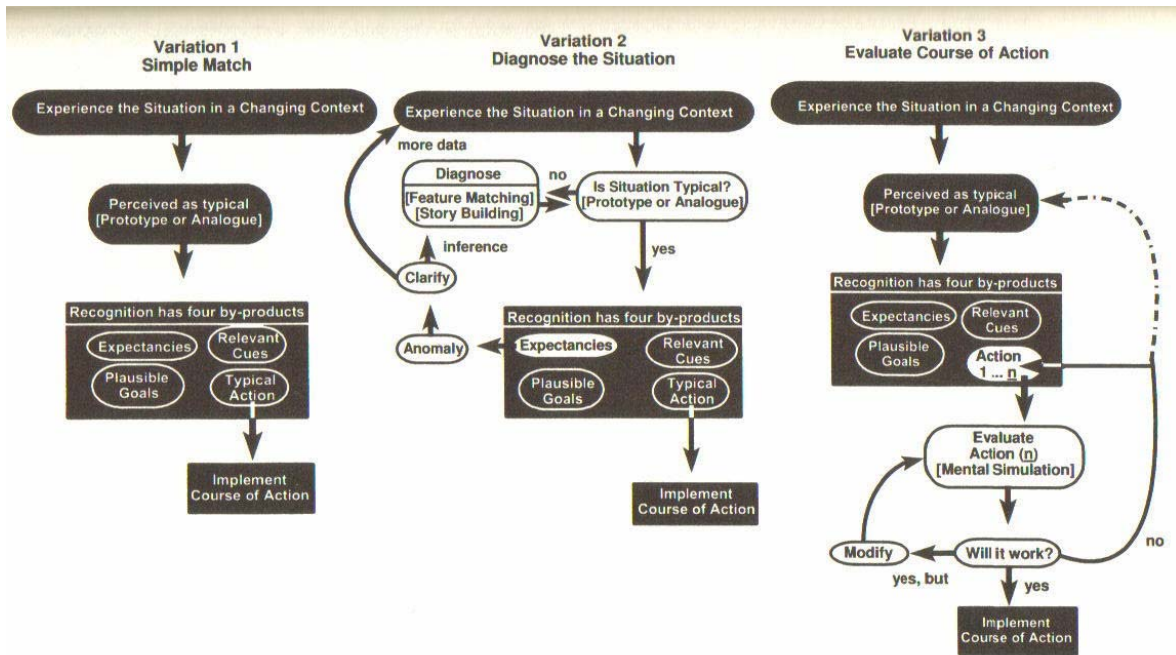 Variation 1
Simple Match
Experience the Situation in a Changing Context
Perceived as typical
[Prototype or Analogue]
Recognition has four by-products
Expectancies
Relevant
Cues
Plausible
Goals
Typical
Action
Implement
Course of Action
Variation 2
Diagnose the Situation
Experience the Situation in a Changing Context
more data
Diagnose
[Feature Matching]
[Story Building]
no
Is Situation Typical?
[Prototype or Analogue]
inference
yes
Clarify
Anomaly
Recognition has four by-products
Expectancies
Relevant
Cues
Plausible
Goals
Typical
Action
Implement
Course of Action
Variation 3
Evaluate Course of Action
Experience the Situation in a Changing Context
Perceived as typical
[Prototype or Analogue]
Recognition has four by-products
Expectancies
Relevant
Cues
Plausible
Goals
Action
1 ... n
Evaluate
Action (n)
[Mental Simulation]
Modify
Will it work?
no
yes, but
yes
Implement
Course of Action